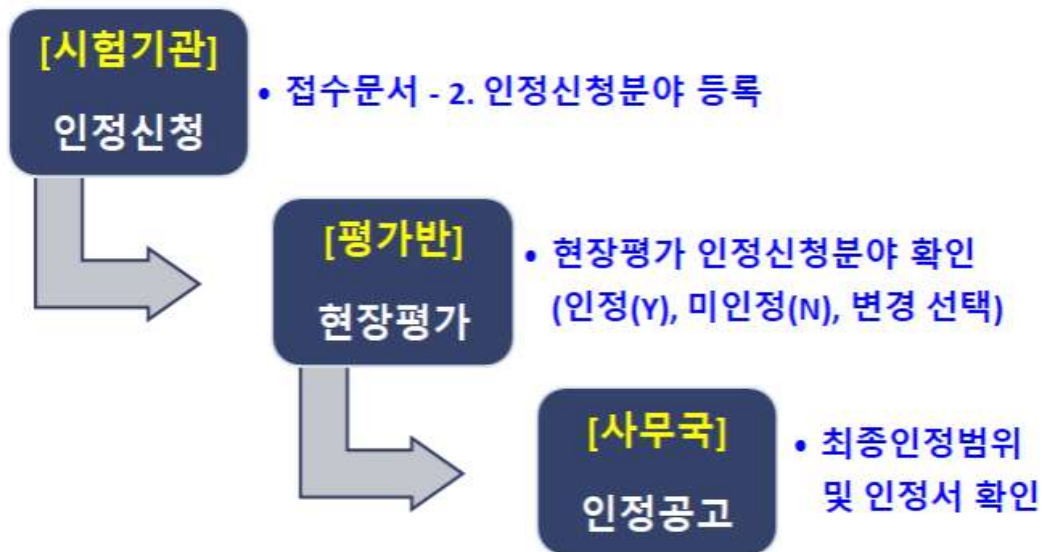 [시험기관]
인정신청
• 접수문서 - 2. 인정신청분야 등록
[평가반]
현장평가
• 현장평가 인정신청분야 확인
(인정(Y), 미인정(N), 변경 선택)
[사무국]
인정공고
• 최종인정범위
및 인정서 확인